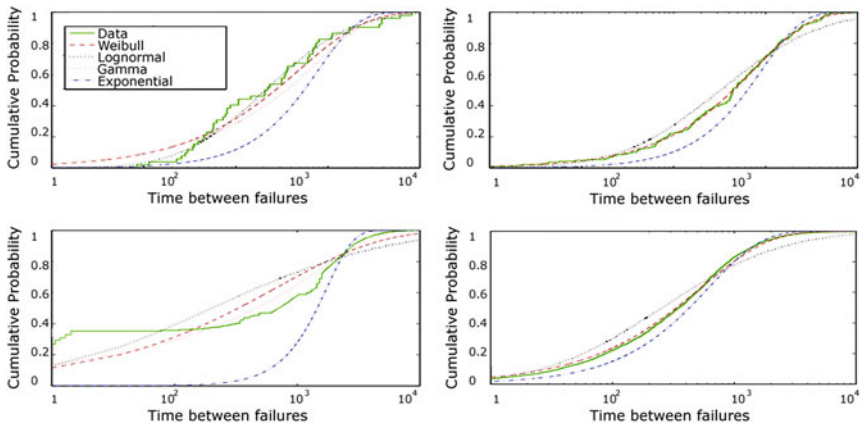 1
0.8
0.6
0.4
0.2
0
Cumulative Probability
Data
Weibull
Lognormal
Gamma
Exponential
1 10² 10³ 10⁴
Time between failures
1
0.8
0.6
0.4
0.2
0
Cumulative Probability
1 10² 10³ 10⁴
Time between failures
1
0.8
0.6
0.4
0.2
0
Cumulative Probability
1 10² 10³ 10⁴
Time between failures
1
0.8
0.6
0.4
0.2
0
Cumulative Probability
1 10² 10³ 10⁴
Time between failures